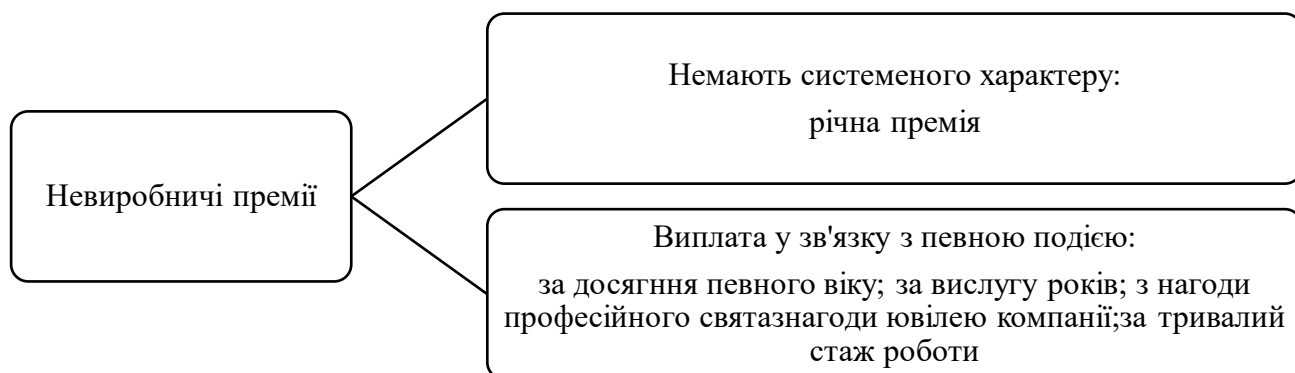 Невиробничі премії
Немають системеного характеру:
річна премія
Виплата у зв'язку з певною подією:
за досягння певного віку; за вислугу років; з нагоди
професійного святазнагоди ювілею компанії;за тривалий
стаж роботи